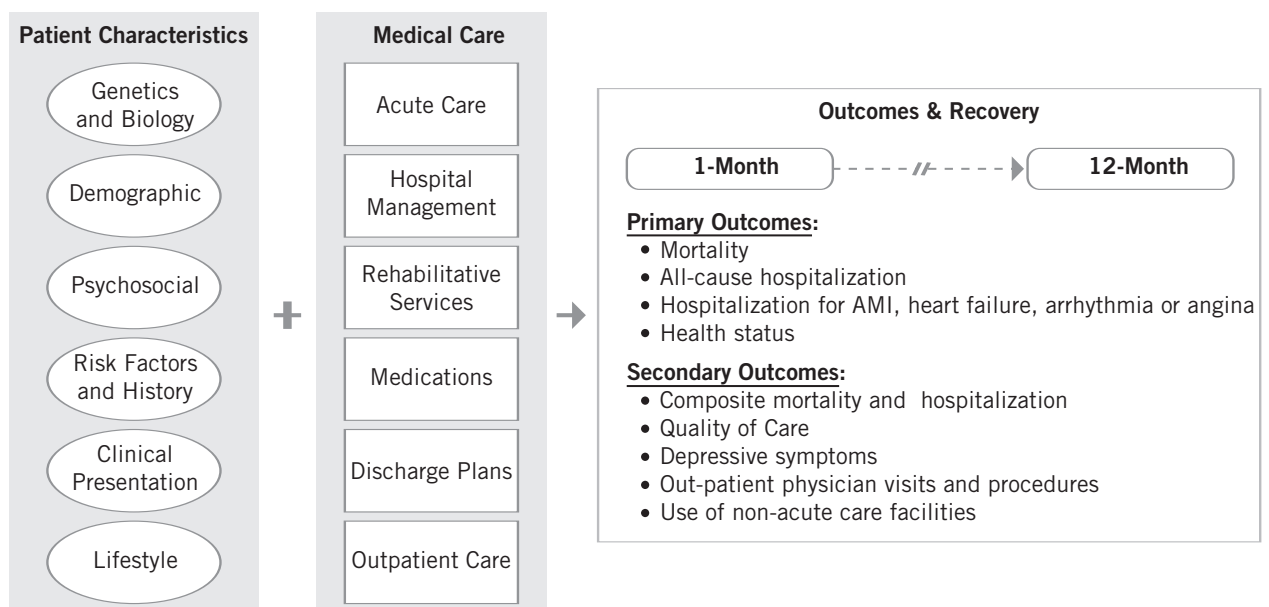 Patient Characteristics
Genetics
and Biology
Demographic
Psychosocial
Risk Factors
and History
Clinical
Presentation
Lifestyle
Medical Care
Acute Care
Hospital
Management
Rehabilitative
Services
Medications
Discharge Plans
Outpatient Care
Outcomes & Recovery
1-Month
12-Month
Primary Outcomes:
• Mortality
• All-cause hospitalization
• Hospitalization for AMI, heart failure, arrhythmia or angina
• Health status
Secondary Outcomes:
• Composite mortality and hospitalization
• Quality of Care
• Depressive symptoms
• Out-patient physician visits and procedures
• Use of non-acute care facilities